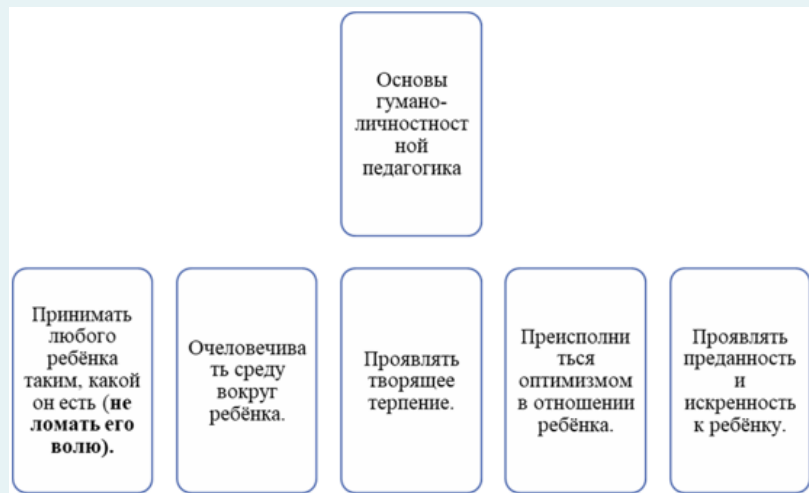 Основы
гумано-
личностност
ной
педагогика
Принимать
любого
ребёнка
таким, какой
он есть (не
ломать его
волю).
Очеловечива
ть среду
вокруг
ребёнка.
Проявлять
творящее
терпение.
Преисполни
ться
оптимизмом
в отношении
ребёнка.
Проявлять
преданность
и
искренность
к ребёнку.